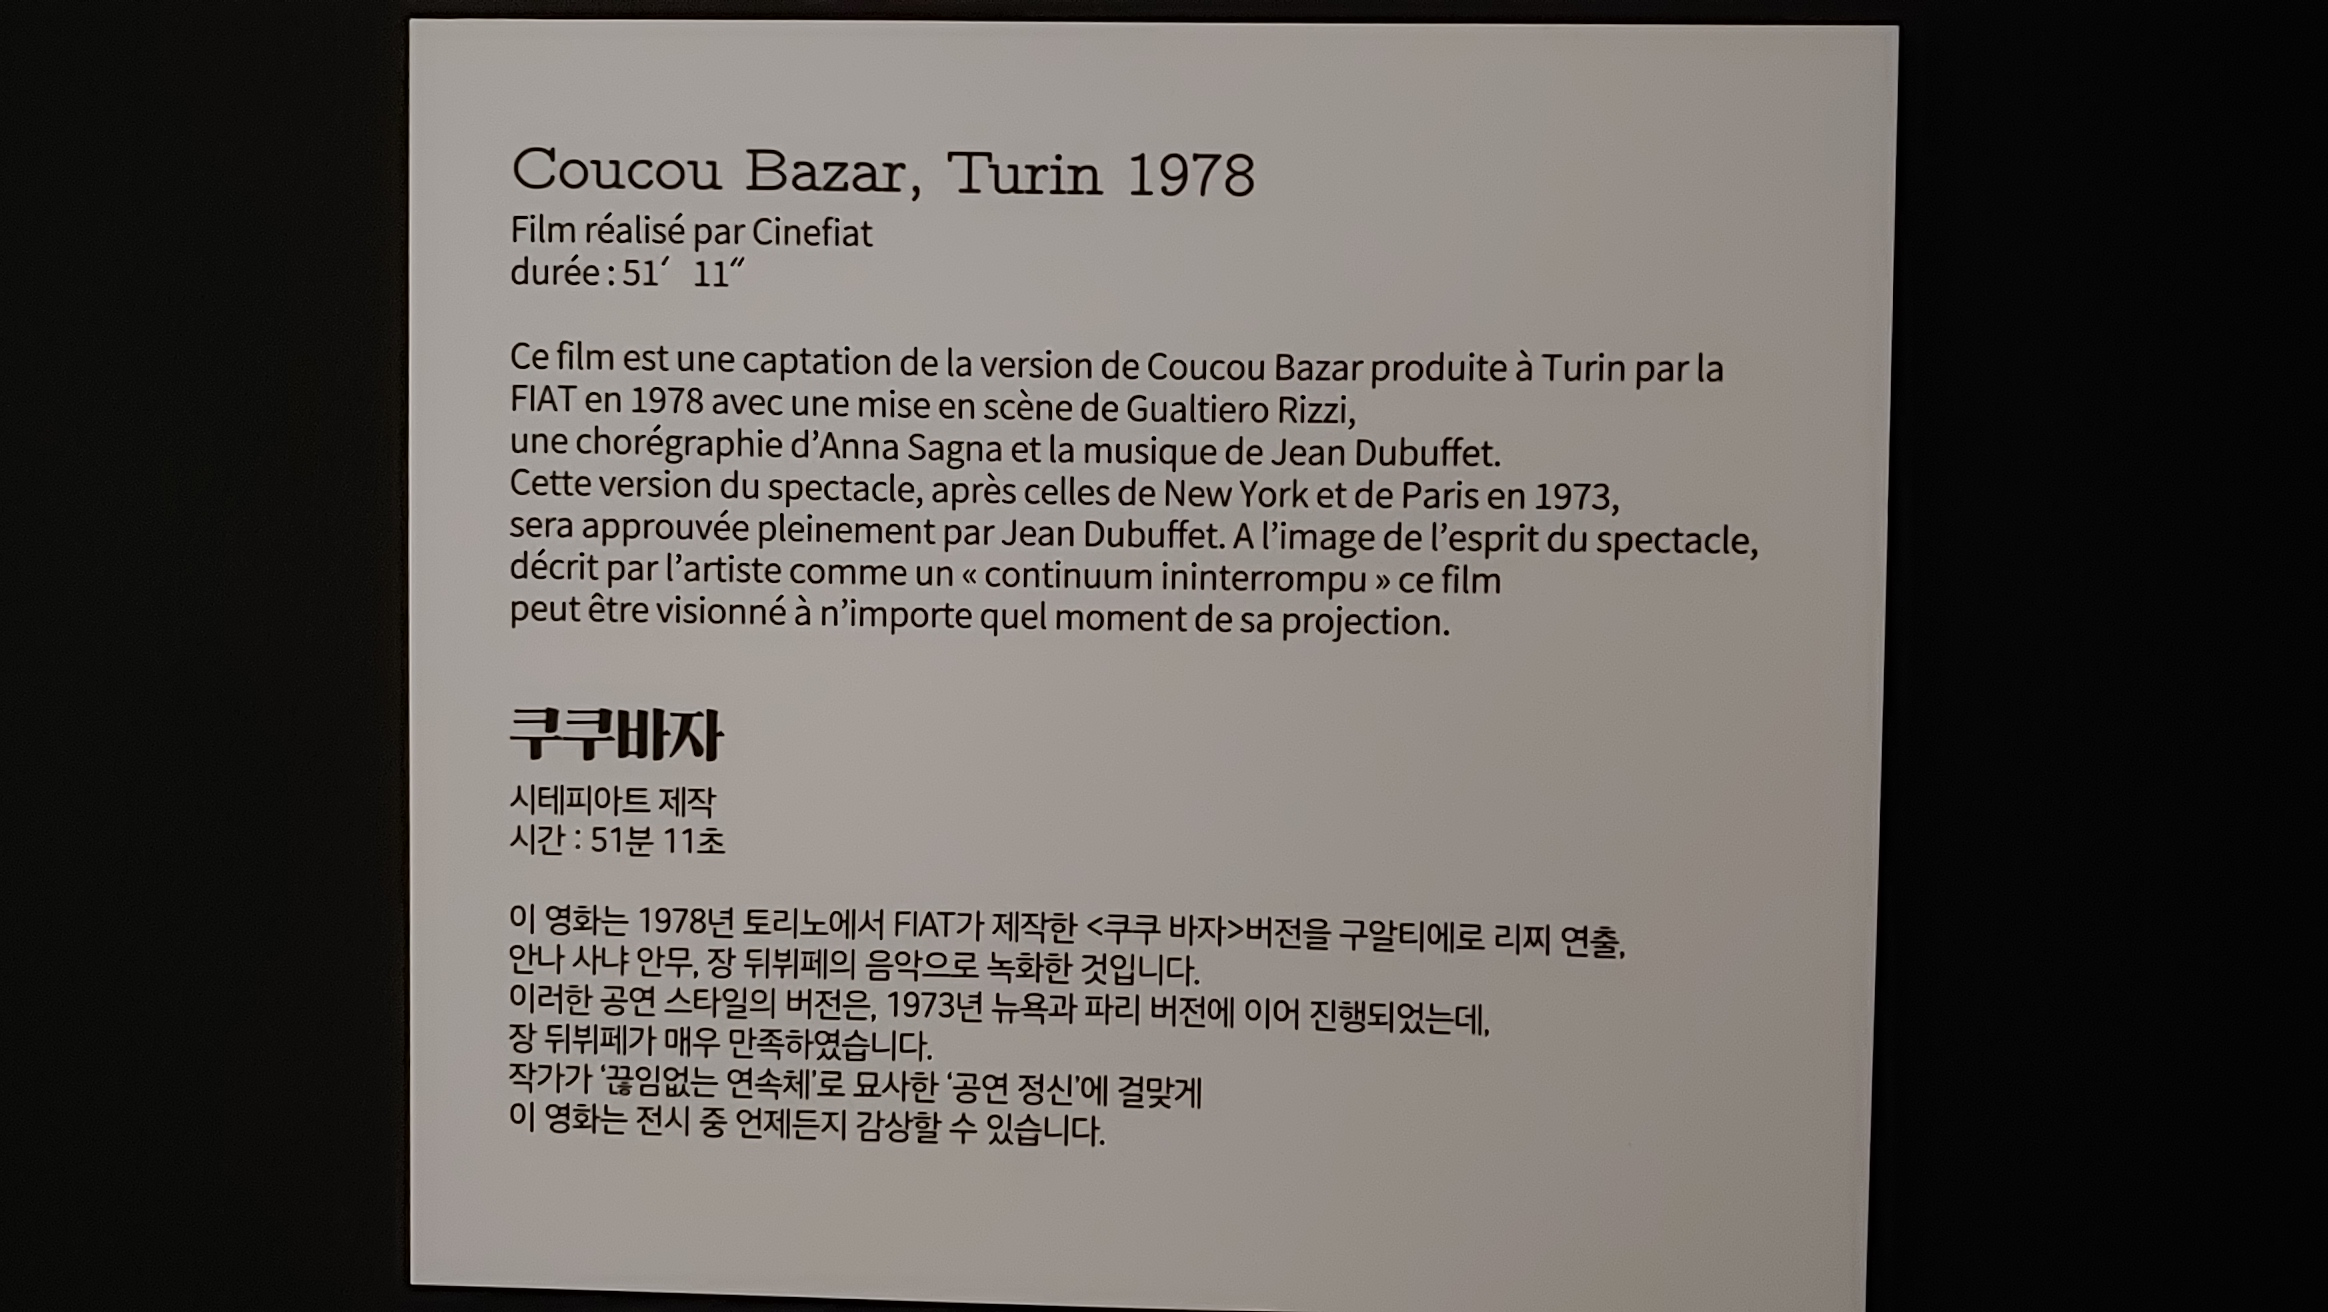 Coucou Bazar, Turin 1978
Film réalisé par Cinefiat
durée : 51′ 11″
Ce film est une captation de la version de Coucou Bazar produite à Turin par la
FIAT en 1978 avec une mise en scène de Gualtiero Rizzi,
une chorégraphie d’Anna Sagna et la musique de Jean Dubuffet.
Cette version du spectacle, après celles de New York et de Paris en 1973,
sera approuvée pleinement par Jean Dubuffet. A l’image de l’esprit du spectacle,
décrit par l’artiste comme un « continuum ininterrompu » ce film
peut être visionné à n’importe quel moment de sa projection.
쿠쿠바자
시테피아트 제작
시간 : 51분 11초
이 영화는 1978년 토리노에서 FIAT가 제작한 <쿠쿠 바자>버전을 구알티에로 리찌 연출,
안나 사냐 안무, 장 뒤뷔페의 음악으로 녹화한 것입니다.
이러한 공연 스타일의 버전은, 1973년 뉴욕과 파리 버전에 이어 진행되었는데,
장 뒤뷔페가 매우 만족하였습니다.
작가가 ‘끊임없는 연속체’로 묘사한 ‘공연 정신’에 걸맞게
이 영화는 전시 중 언제든지 감상할 수 있습니다.